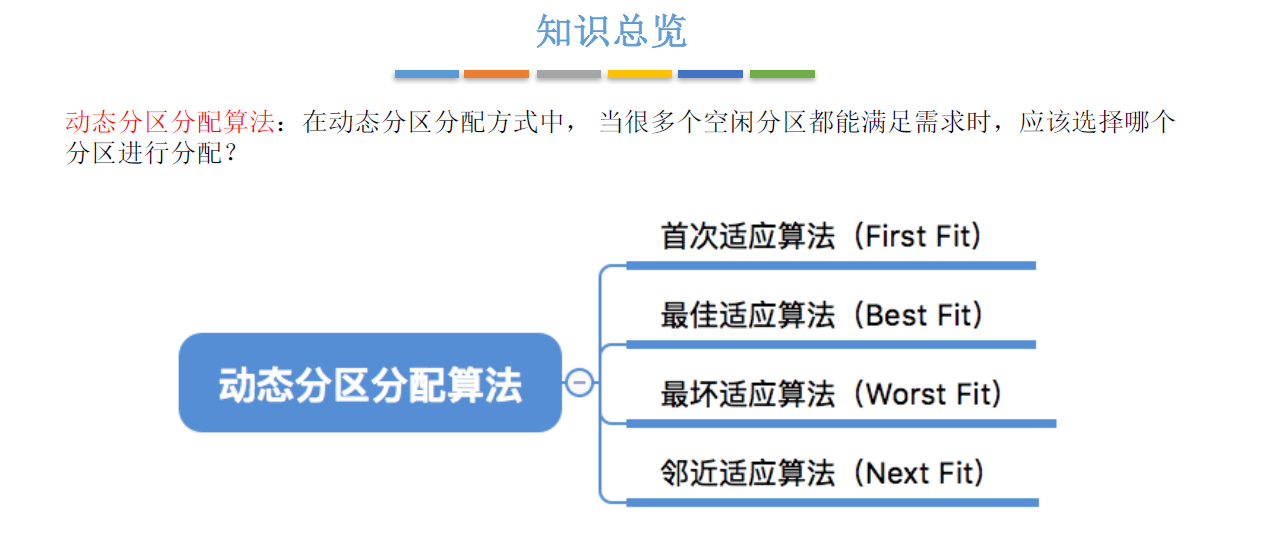 知识总览
动态分区分配算法：在动态分区分配方式中， 当很多个空闲分区都能满足需求时，应该选择哪个
分区进行分配？
首次适应算法（First Fit）
最佳适应算法（Best Fit）
动态分区分配算法
最坏适应算法（Worst Fit）
邻近适应算法（Next Fit）